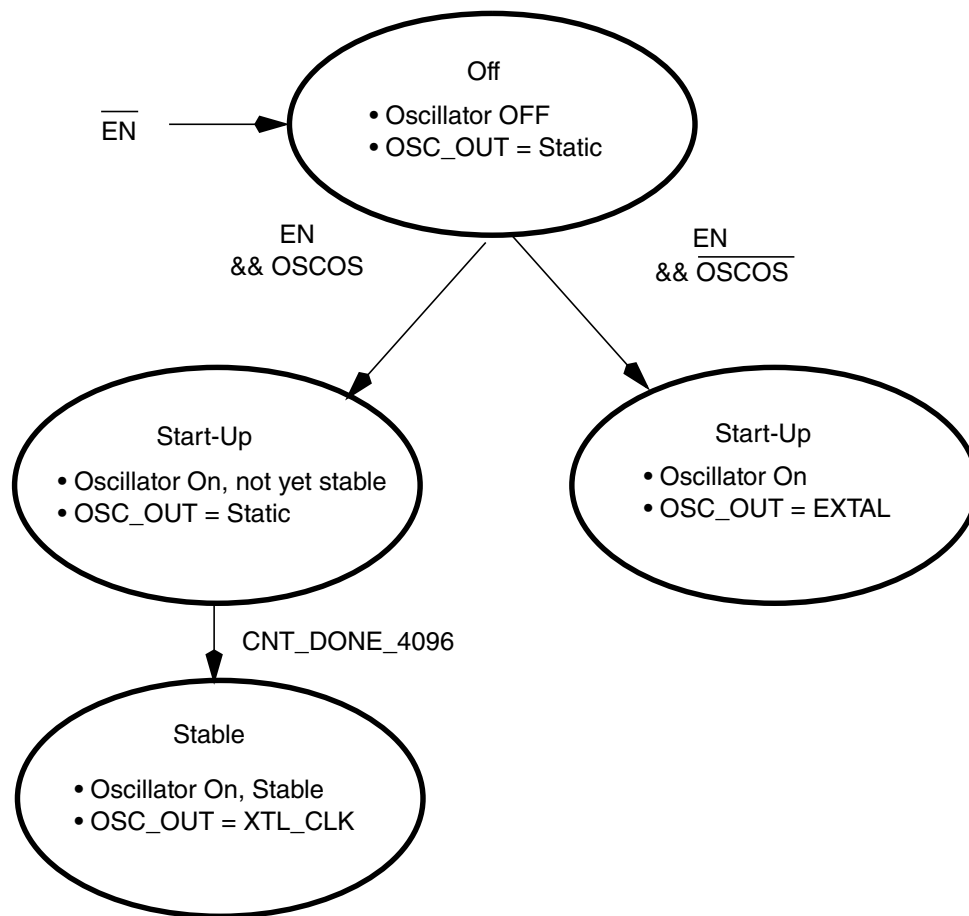 Off
EN
• Oscillator OFF
• OSC_OUT = Static
EN
&& OSCOS
EN
&& OSCOS
Start-Up
• Oscillator On, not yet stable
• OSC_OUT = Static
Start-Up
• Oscillator On
• OSC_OUT = EXTAL
CNT_DONE_4096
Stable
• Oscillator On, Stable
• OSC_OUT = XTL_CLK